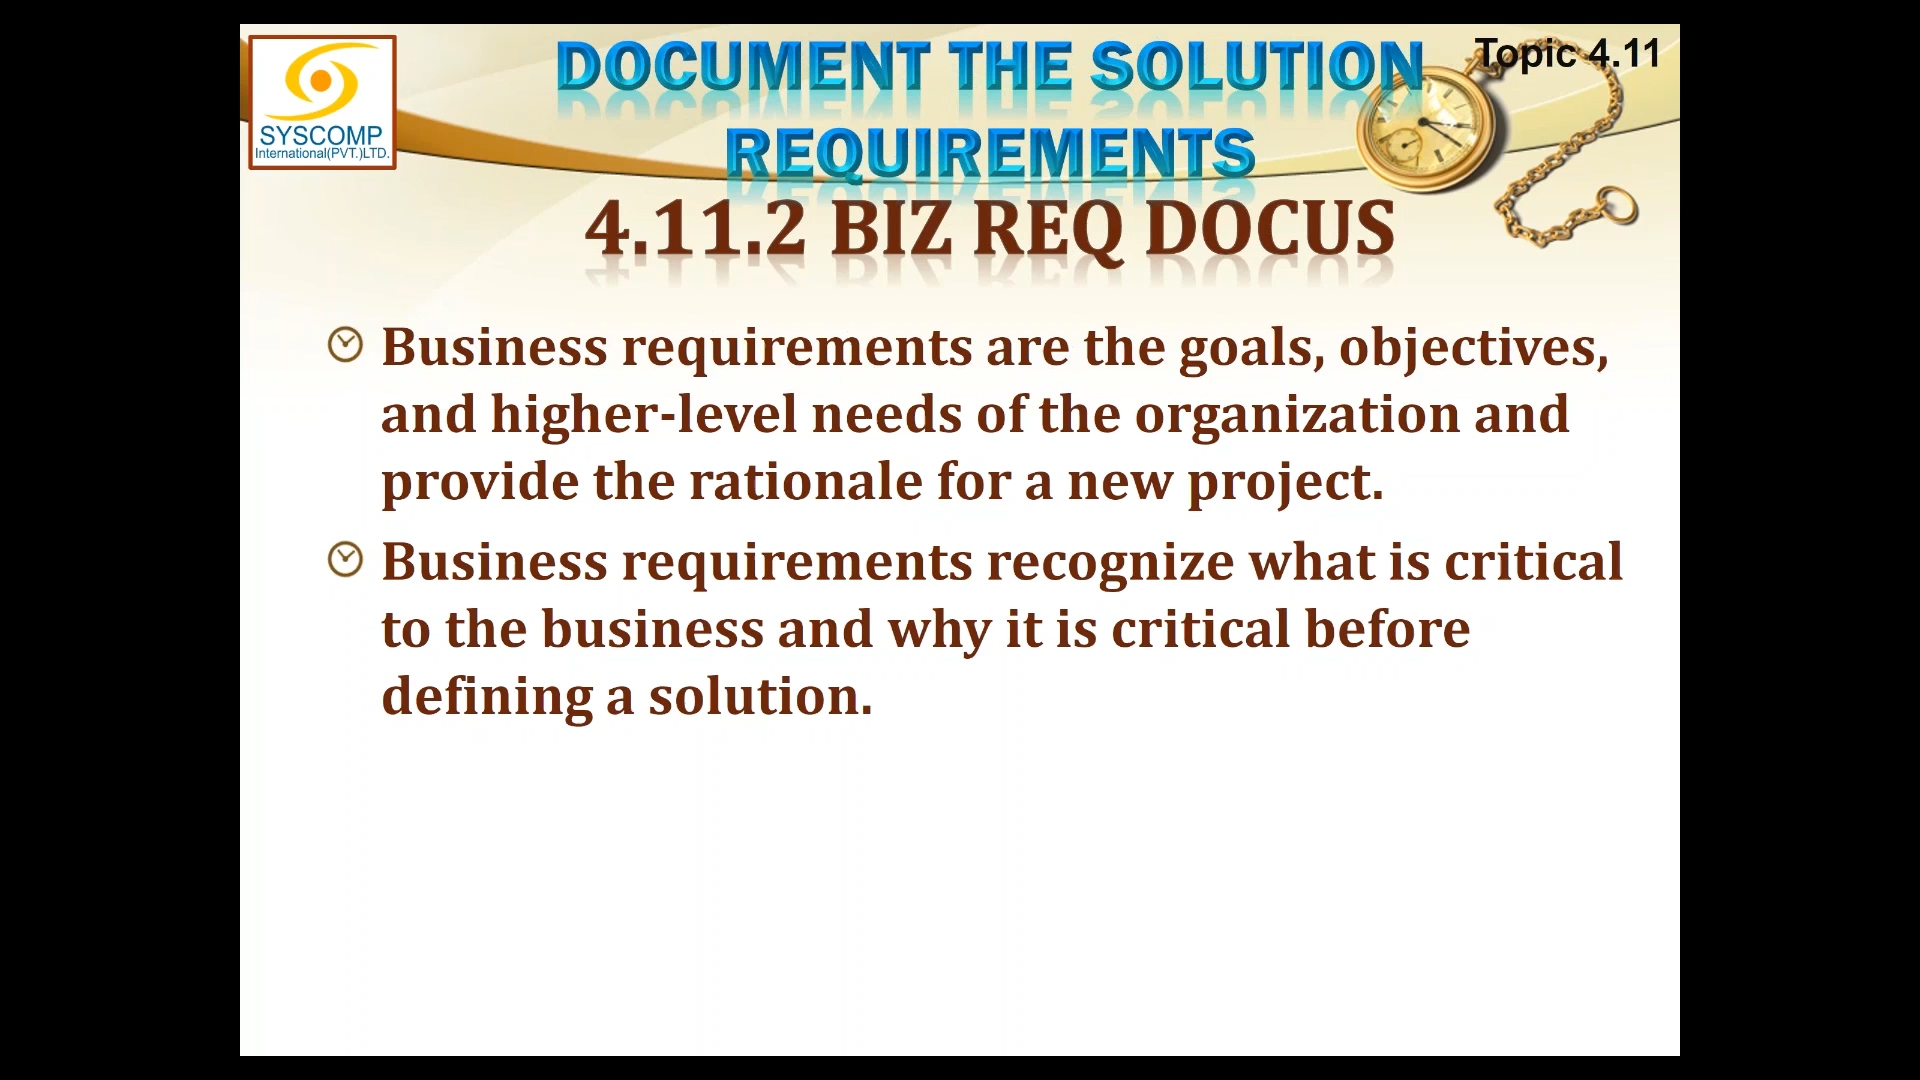 SYSCOMP
International(PVT.)LTD.
DOCUMENT THE SOLUTION
REQUIREMENTS
Topic 4.11
4.11.2 BIZ REQ DOCUS
Business requirements are the goals, objectives,
and higher-level needs of the organization and
provide the rationale for a new project.
Business requirements recognize what is critical
to the business and why it is critical before
defining a solution.